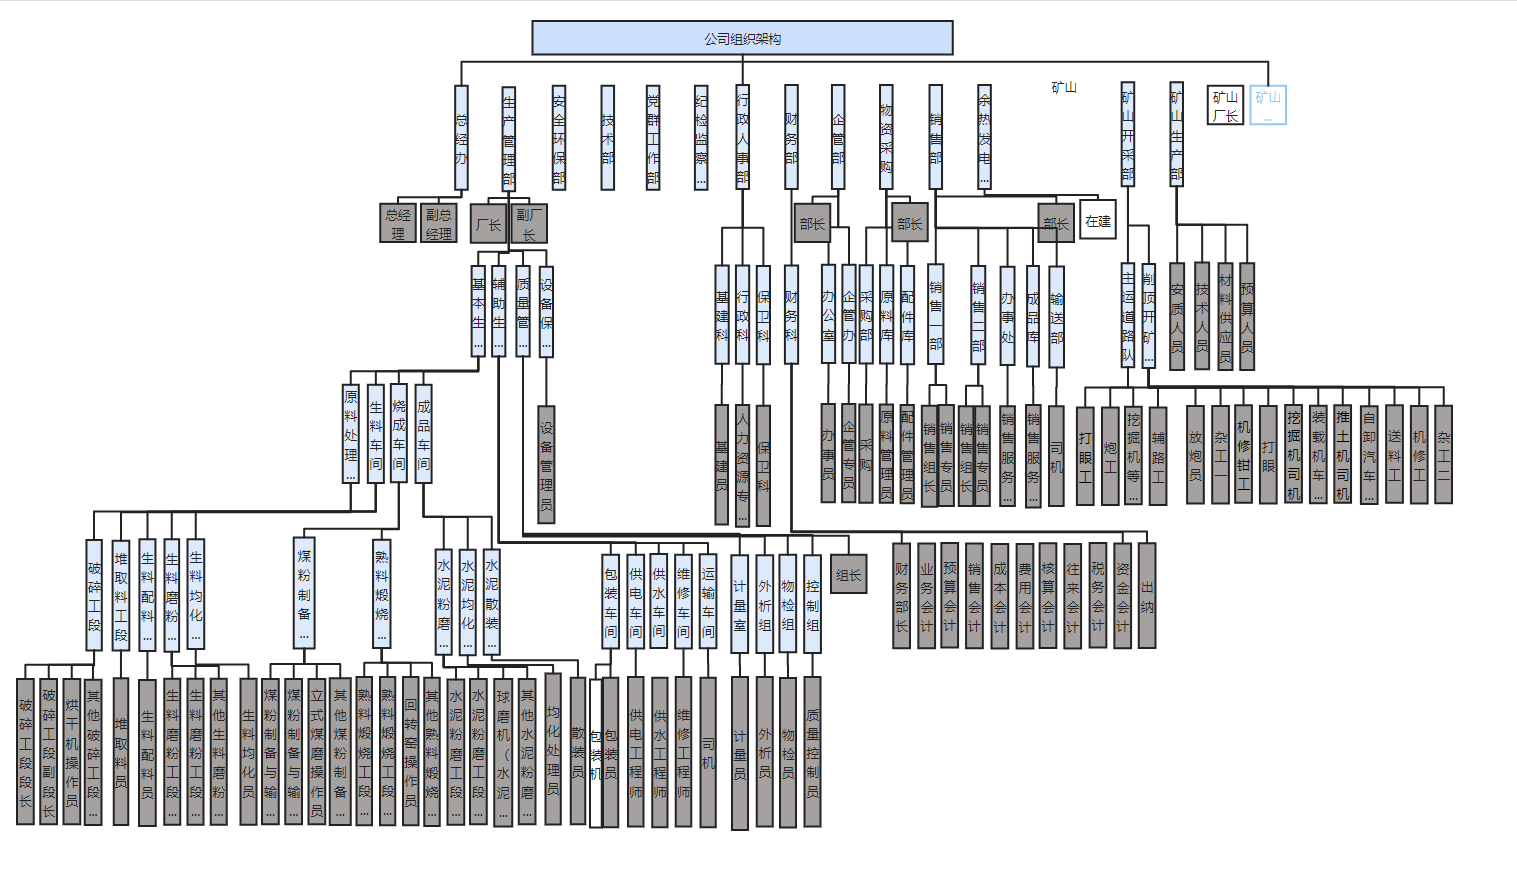 公司组织架构
总经办
生产管理部
安全环保部
技术部
党群工作部
纪检监察...
行政人事部
财务部
企管部
物资采购
销售部
余热发电...
矿山
矿山开采部
矿山生产部
矿山
厂长
矿山
...
总经
理
副总
经理
厂长
副厂
长
部长
部长
部长
在建
基本生...
辅助生...
质量管...
设备保...
基建科
行政科
保卫科
财务科
办公室
企管办
采购部
原料库
配件库
销售一部
销售二部
办事处
成品库
输送部
主运道路队
削顶开矿...
安质人员
技术人员
材料供应员
预算人员
原料处理...
生料车间
烧成车间
成品车间
设备管理员
基建员
人力资源专...
保卫科
办事员
企管专员
采购
原料管理员
配件管理员
销售组长
销售专员
销售组长
销售专员
销售服务...
销售服务...
司机
打眼工
炮工
挖掘机等...
辅路工
放炮员
杂工一
机修钳工
打眼
挖掘机司机
装载机车...
推土机司机
自卸汽车...
送料工
机修工
杂工二
破碎工段
堆取料工段
生料配料...
生料磨粉...
生料均化...
煤粉制备...
熟料煅烧...
水泥粉磨...
水泥均化...
水泥散装...
包装车间
供电车间
供水车间
维修车间
运输车间
计量室
外析组
物检组
控制组
组长
财务部长
业务会计
预算会计
销售会计
成本会计
费用会计
核算会计
往来会计
税务会计
资金会计
出纳
破碎工段段长
破碎工段副段长
烘干机操作员
其他破碎工段...
堆取料员
生料配料员
生料磨粉工段...
生料磨粉工段...
其他生料磨粉...
生料均化员
煤粉制备与输...
煤粉制备与输...
立式煤磨操作员
其他煤粉制备...
熟料煅烧工段...
熟料煅烧工段...
回转窑操作员
其他熟料煅烧...
水泥粉磨工段...
水泥粉磨工段...
球磨机（水泥...
其他水泥粉磨...
均化处理员
散装员
包装机
包装员
供电工程师
供水工程师
维修工程师
司机
计量员
外析员
物检员
质量控制员